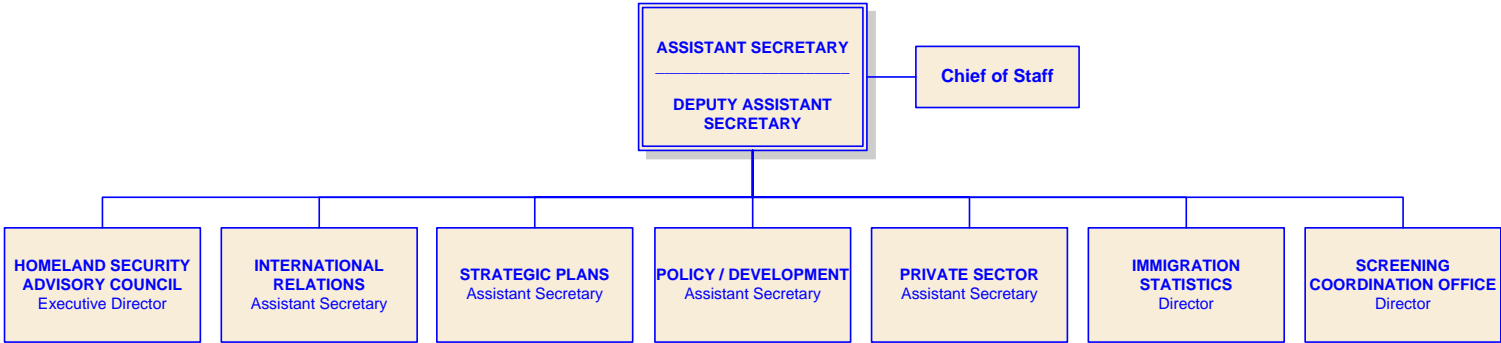 ASSISTANT SECRETARY
DEPUTY ASSISTANT
SECRETARY
Chief of Staff
HOMELAND SECURITY
ADVISORY COUNCIL
Executive Director
INTERNATIONAL
RELATIONS
Assistant Secretary
STRATEGIC PLANS
Assistant Secretary
POLICY / DEVELOPMENT
Assistant Secretary
PRIVATE SECTOR
Assistant Secretary
IMMIGRATION
STATISTICS
Director
SCREENING
COORDINATION OFFICE
Director